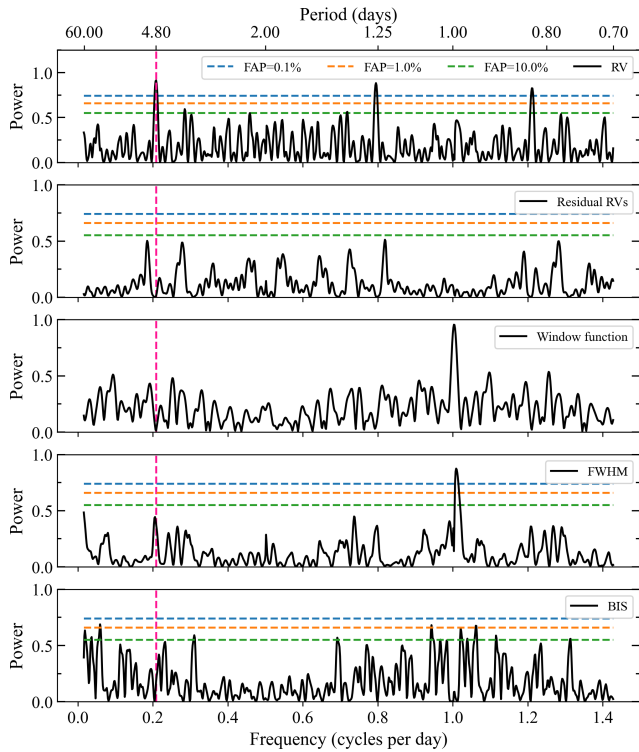 Period (days)
60.00 4.80 2.00 1.25 1.00 0.80 0.70
FAP=0.1% FAP=1.0% FAP=10.0% RV
Power
1.0
0.5
0.0
Residual RVs
Power
1.0
0.5
0.0
Window function
Power
1.0
0.5
0.0
FWHM
Power
1.0
0.5
0.0
BIS
Power
1.0
0.5
0.0
0.0 0.2 0.4 0.6 0.8 1.0 1.2 1.4
Frequency (cycles per day)